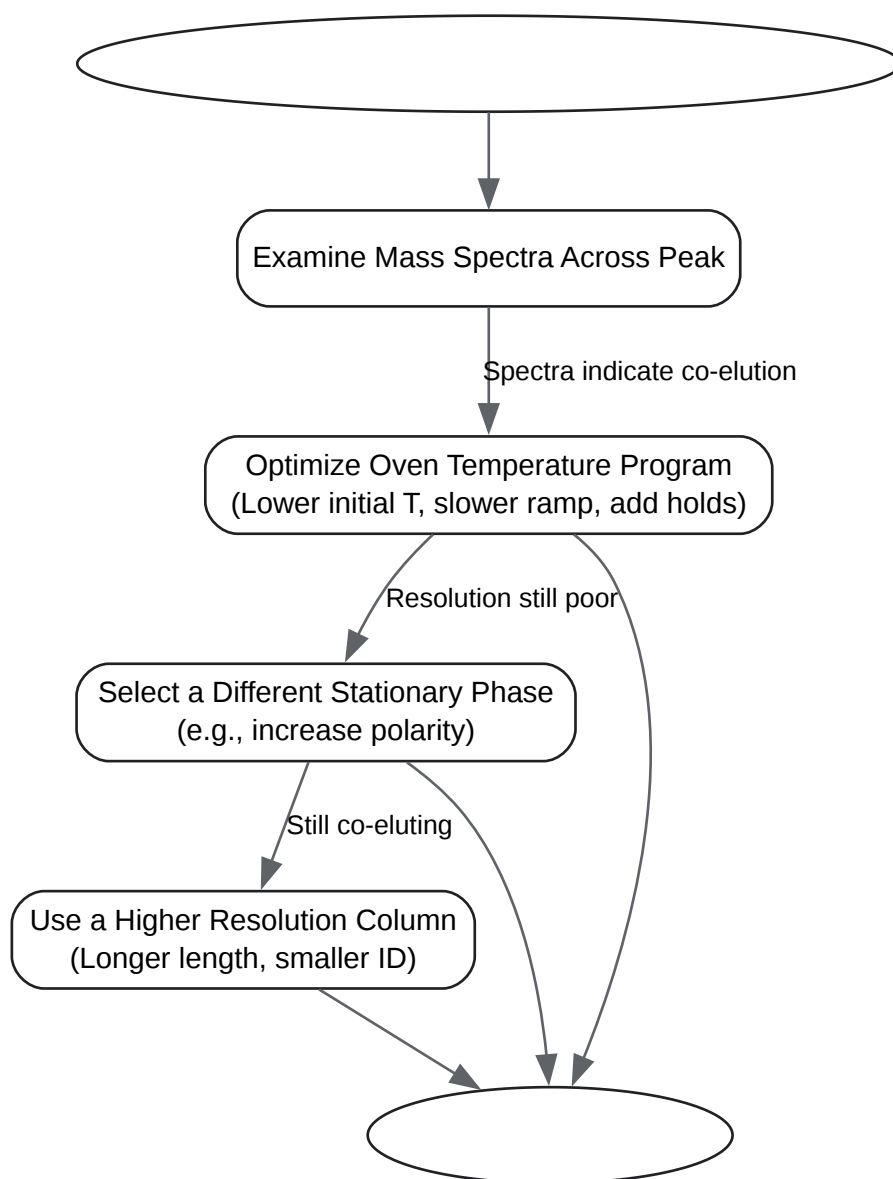 Examine Mass Spectra Across Peak
Spectra indicate co-elution
Optimize Oven Temperature Program
(Lower initial T, slower ramp, add holds)
Resolution still poor
Select a Different Stationary Phase
(e.g., increase polarity)
Still co-eluting
Use a Higher Resolution Column
(Longer length, smaller ID)